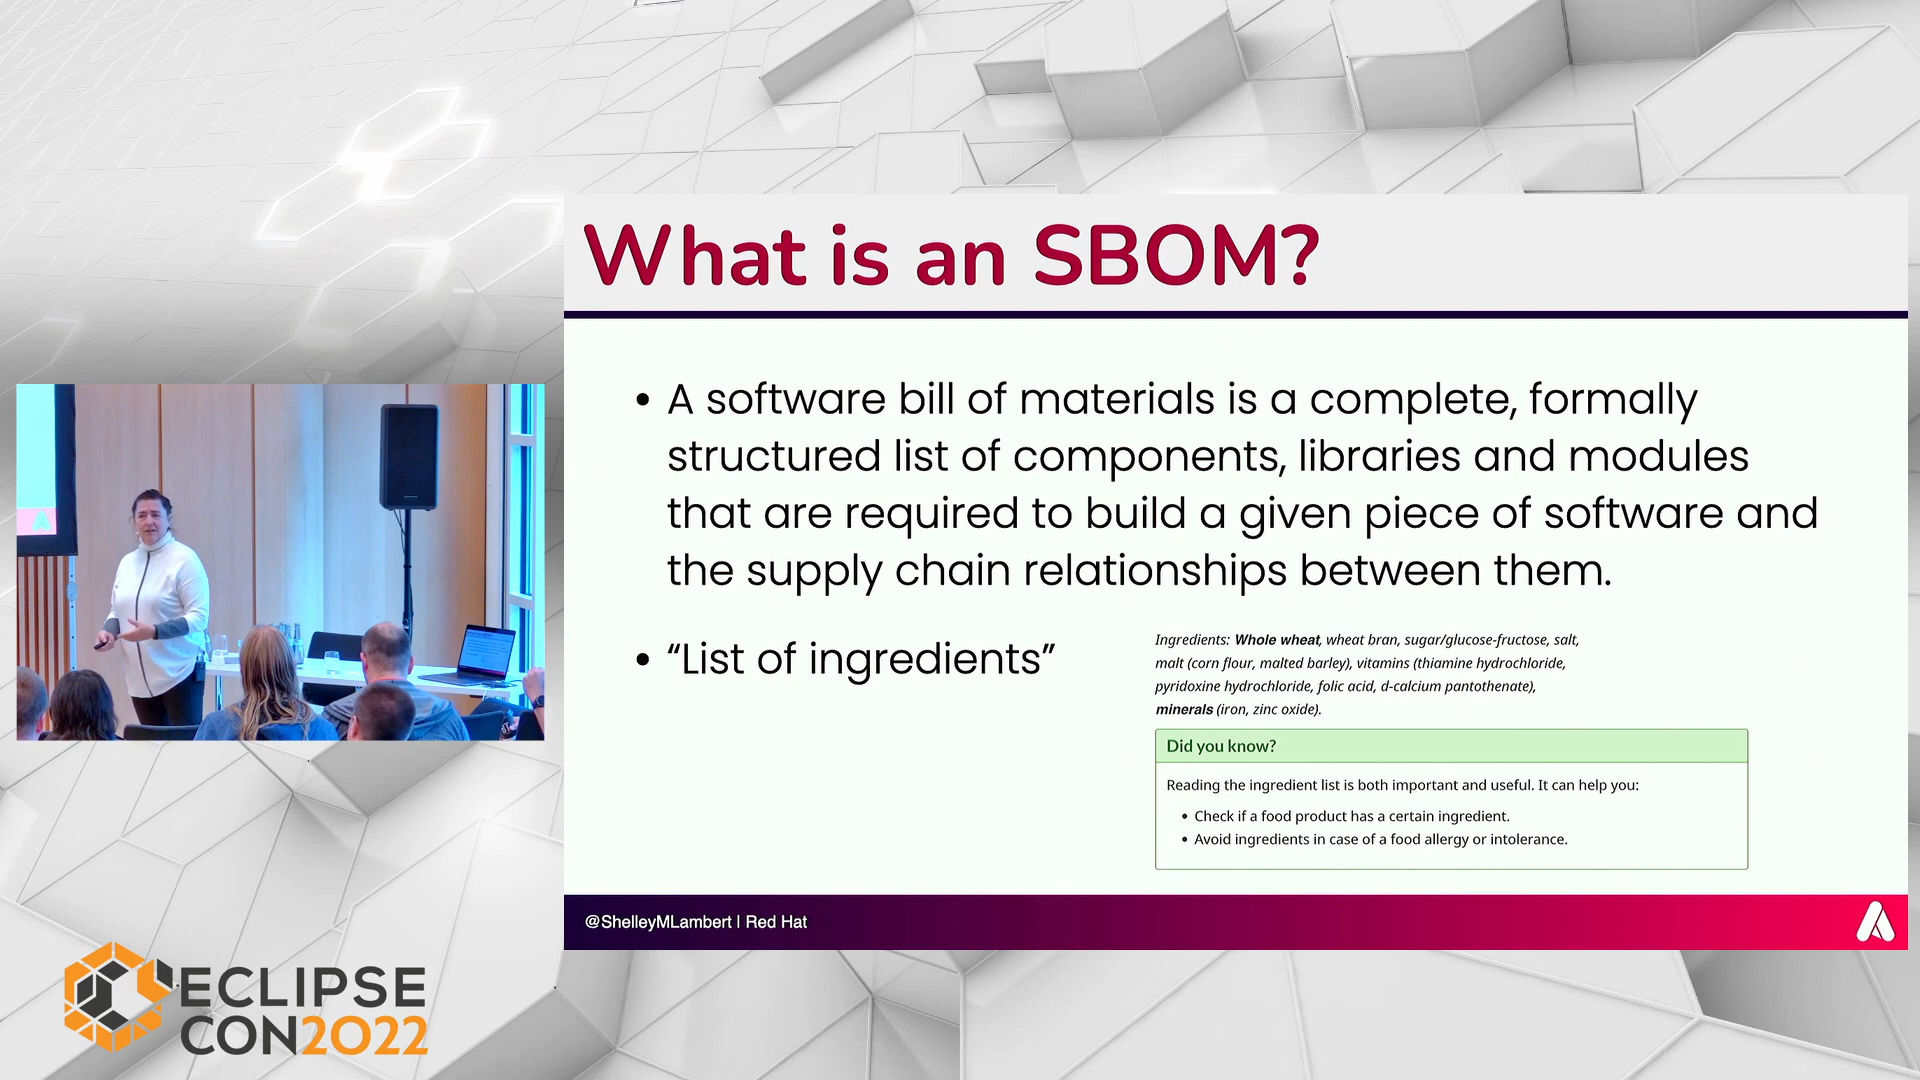 What is an SBOM?
• A software bill of materials is a complete, formally
structured list of components, libraries and modules
that are required to build a given piece of software and
the supply chain relationships between them.
• “List of ingredients”
Ingredients: Whole wheat, wheat bran, sugar/glucose-fructose, salt,
malt (corn flour, malted barley), vitamins (thiamine hydrochloride,
pyridoxine hydrochloride, folic acid, d-calcium pantothenate),
minerals (iron, zinc oxide).
Did you know?
Reading the ingredient list is both important and useful. It can help you:
• Check if a food product has a certain ingredient.
• Avoid ingredients in case of a food allergy or intolerance.
@ShelleyMLambert | Red Hat
ECLIPSE
CON2022